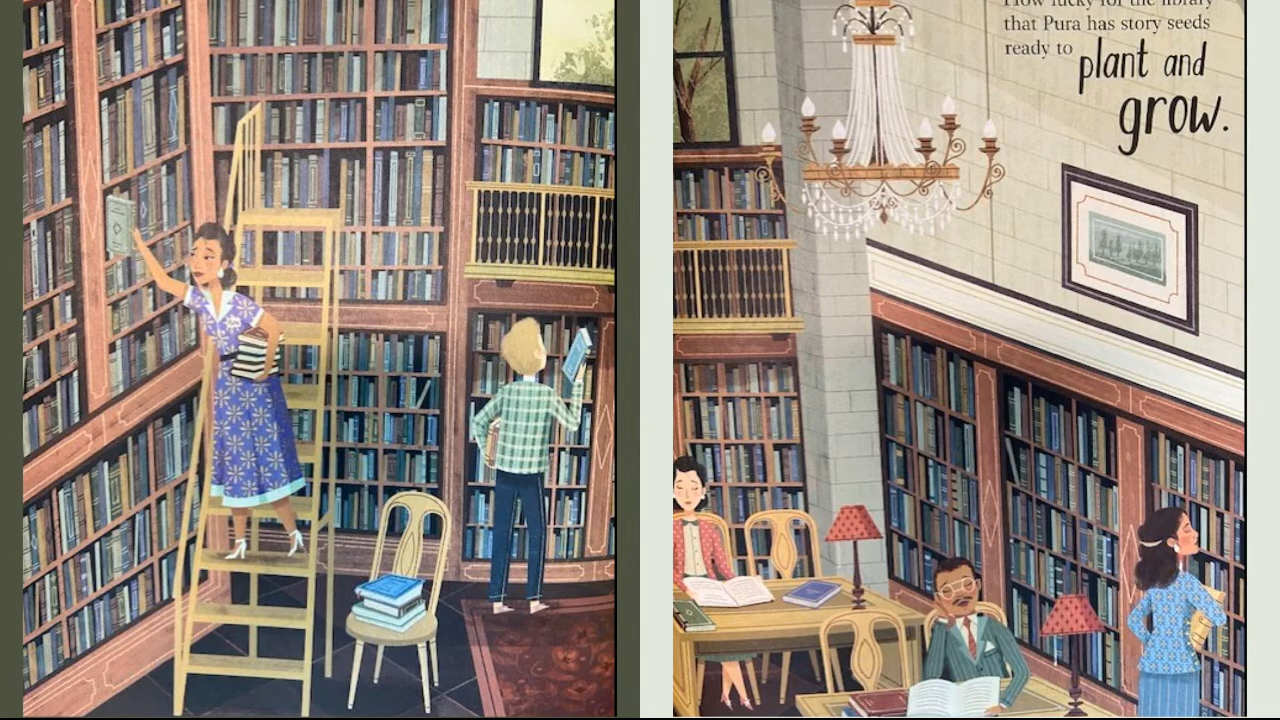 How lucky for the library
that Pura has story seeds
ready to plant and
grow.